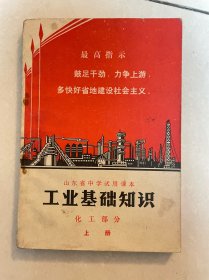 最高指示
鼓足干劲，力争上游，
多快好省地建设社会主义。
山东省中学试用课本
工业基础知识
化工部分
上册